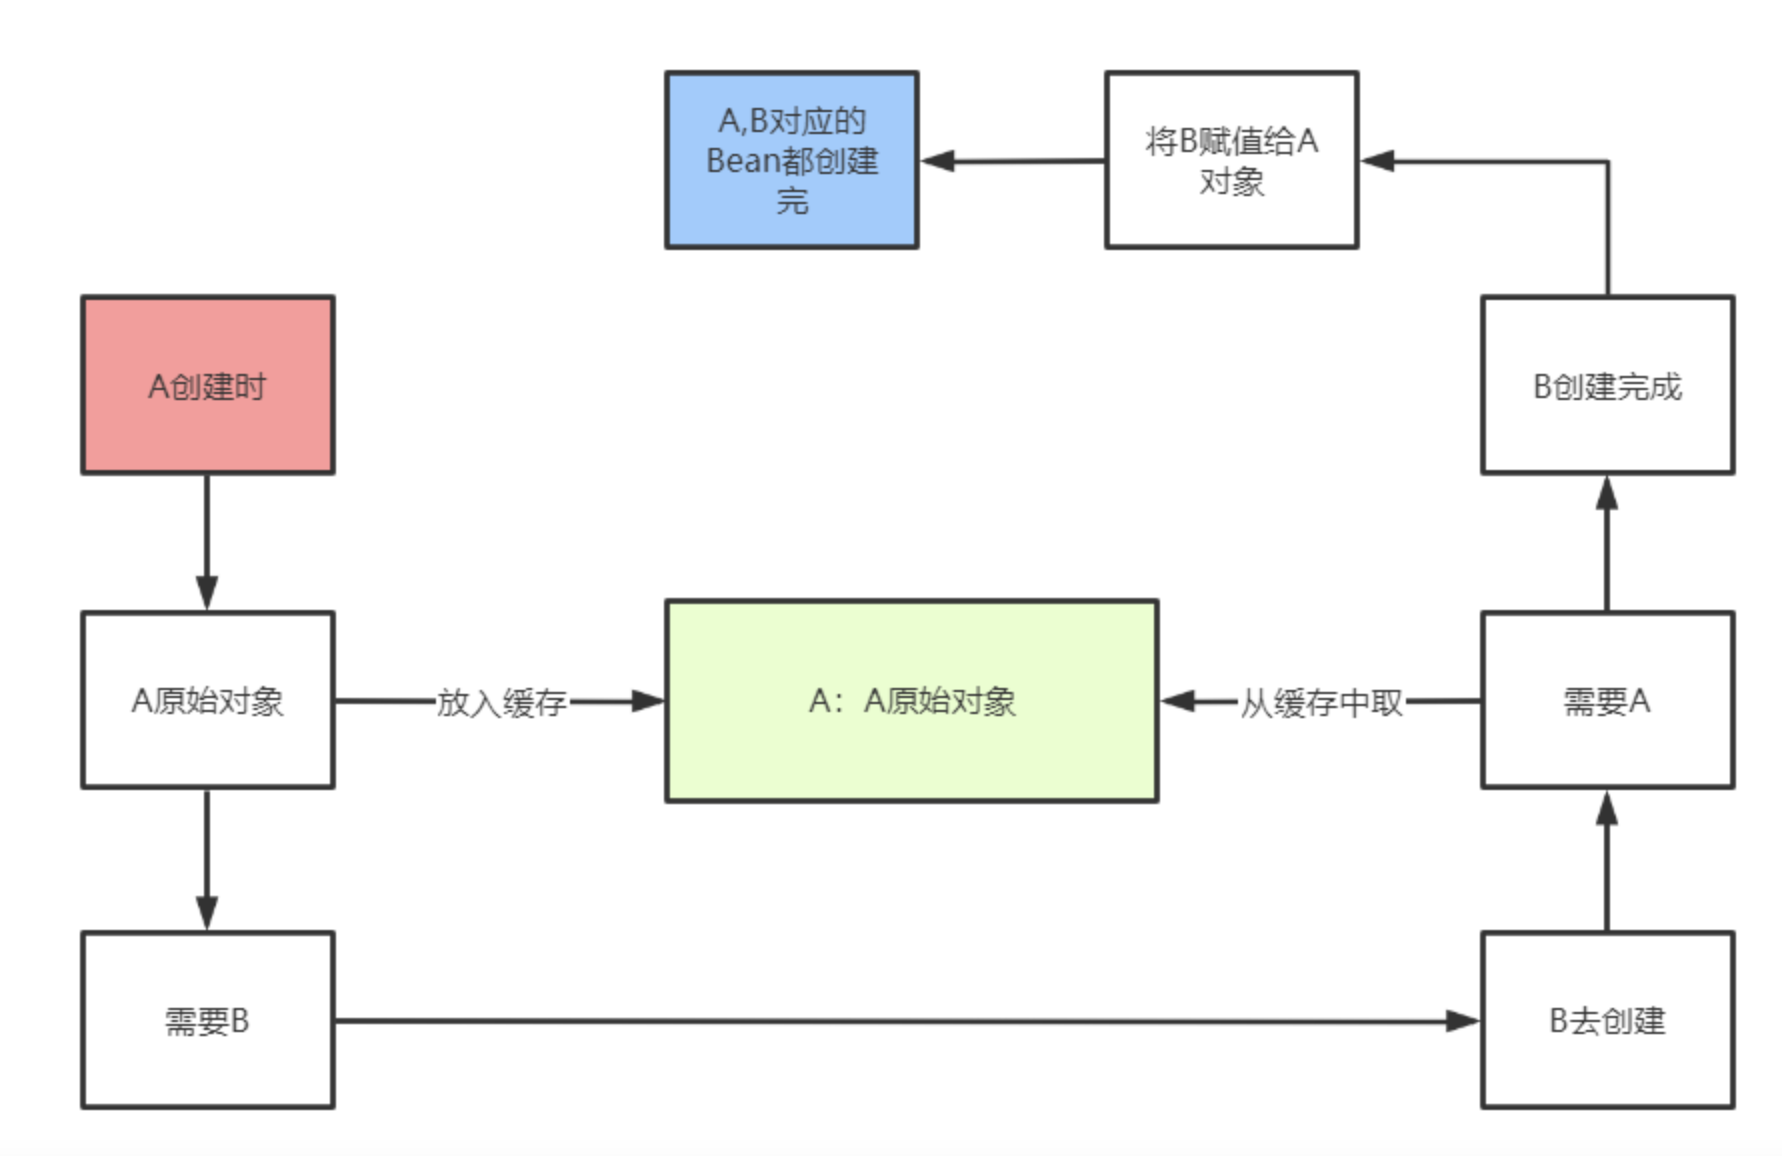 A,B对应的
Bean都创建
完
将B赋值给A
对象
A创建时
B创建完成
A原始对象
放入缓存
A：A原始对象
从缓存中取
需要A
需要B
B去创建